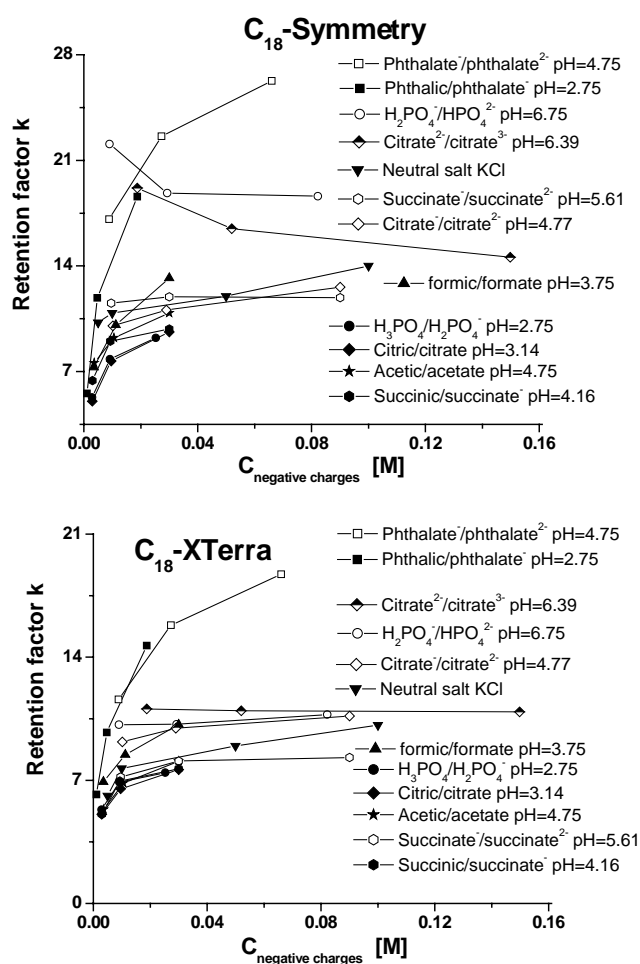 C18-Symmetry
28
21
14
7
Retention factor k
Phthalate-/phthalate2- pH=4.75
Phthalic/phthalate- pH=2.75
H2PO4-/HPO42- pH=6.75
Citrate2-/citrate3- pH=6.39
Neutral salt KCl
Succinate-/succinate2- pH=5.61
Citrate-/citrate2- pH=4.77
formic/formate pH=3.75
H3PO4/H2PO4- pH=2.75
Citric/citrate pH=3.14
Acetic/acetate pH=4.75
Succinic/succinate- pH=4.16
0.00 0.04 0.08 0.12 0.16
Cnegative charges [M]
C18-XTerra
21
14
7
0
Retention factor k
Phthalate-/phthalate2- pH=4.75
Phthalic/phthalate- pH=2.75
Citrate2-/citrate3- pH=6.39
H2PO4-/HPO42- pH=6.75
Citrate-/citrate2- pH=4.77
Neutral salt KCl
formic/formate pH=3.75
H3PO4/H2PO4- pH=2.75
Citric/citrate pH=3.14
Acetic/acetate pH=4.75
Succinate-/succinate2- pH=5.61
Succinic/succinate- pH=4.16
0.00 0.04 0.08 0.12 0.16
Cnegative charges [M]